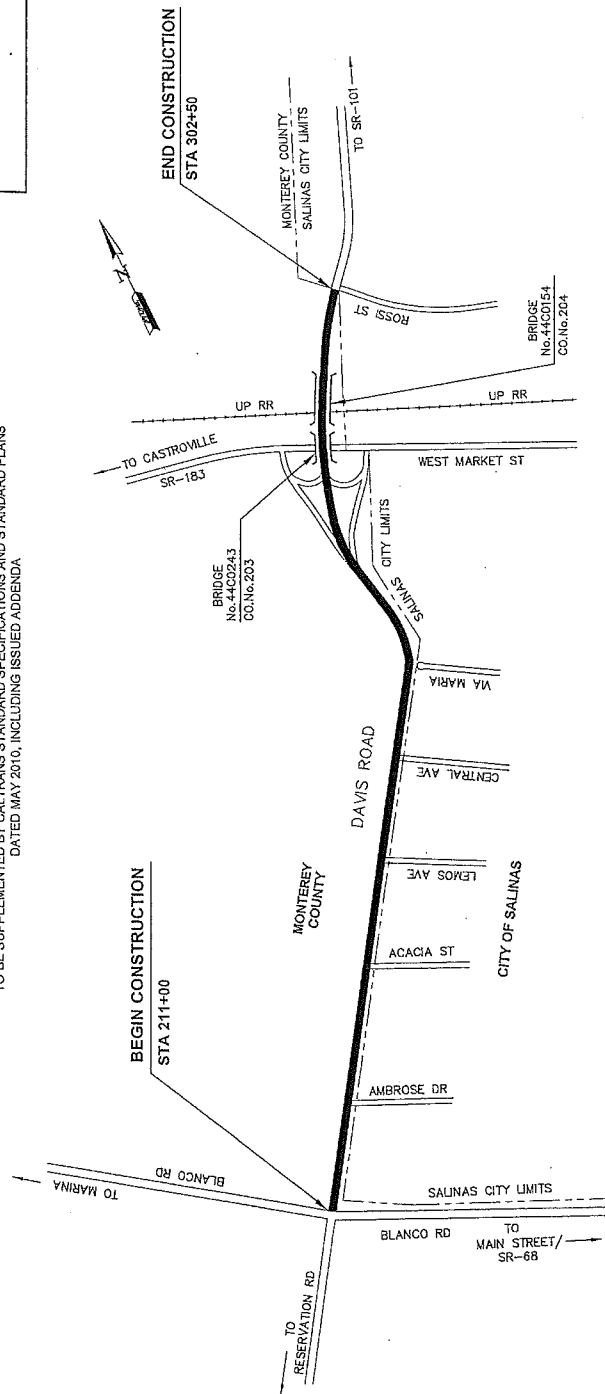 TO BE SUPPLEMENTED BY CALTRANS STANDARD SPECIFICATIONS AND STANDARD PLANS
DATED MAY 2010, INCLUDING ISSUED ADDENDA
END CONSTRUCTION
STA 302+50
MONTEREY COUNTY
SALINAS CITY LIMITS
TO SR-101
N
ROSSI ST
BRIDGE
No.44C0154
CO.No.204
UP RR
UP RR
TO CASTROVILLE
SR-183
WEST MARKET ST
BRIDGE
No.44C0243
CO.No.203
SALINAS
CITY LIMITS
VIA MARIA
DAVIS ROAD
CENTRAL AVE
LEMOS AVE
MONTEREY
COUNTY
ACACIA ST
CITY OF SALINAS
AMBROSE DR
BEGIN CONSTRUCTION
STA 211+00
TO MARINA
BLANCO RD
SALINAS CITY LIMITS
BLANCO RD
TO
MAIN STREET/
SR-68
TO
RESERVATION RD